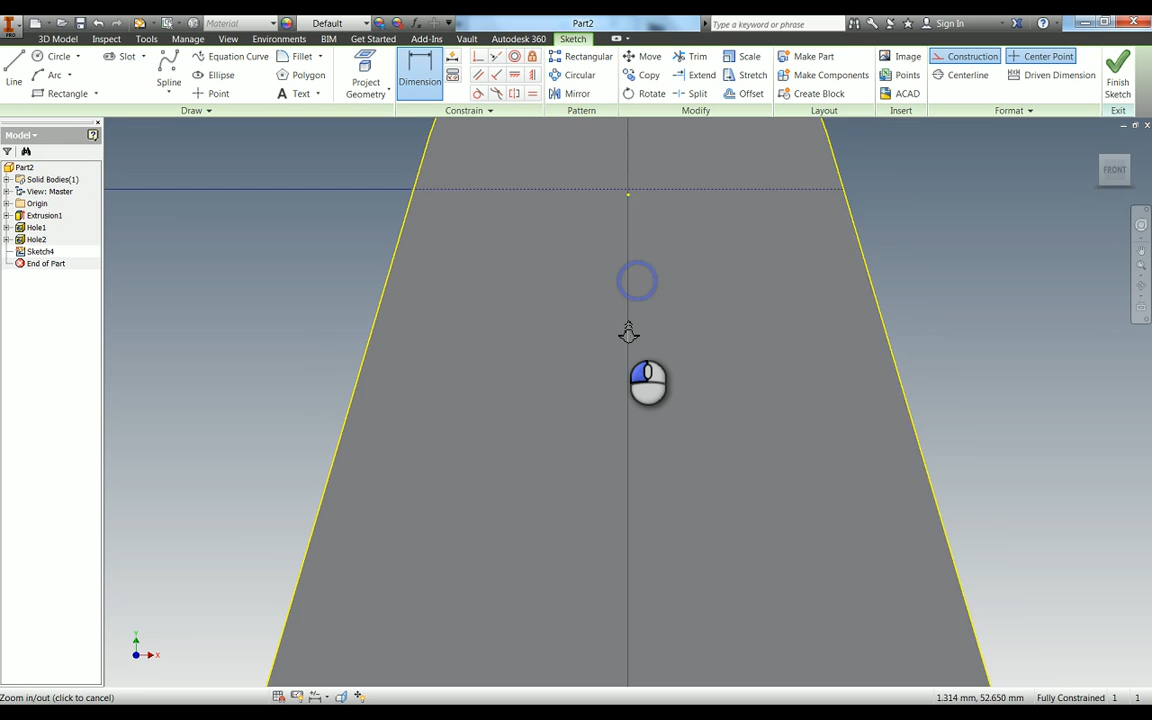 PRO
Material
Default
Part2
Type a keyword or phrase
Sign In
3D Model
Inspect
Tools
Manage
View
Environments
BIM
Get Started
Add-Ins
Vault
Autodesk 360
Sketch
Line
Circle
Arc
Rectangle
Slot
Spline
Equation Curve
Ellipse
Point
Fillet
Polygon
Text
Project
Geometry
Dimension
Rectangular
Circular
Mirror
Move
Copy
Rotate
Trim
Extend
Split
Scale
Stretch
Offset
Make Part
Make Components
Create Block
Image
Points
ACAD
Construction
Centerline
Center Point
Driven Dimension
Finish
Sketch
Draw
Constrain
Pattern
Modify
Layout
Insert
Format
Exit
Model
Part2
Solid Bodies(1)
View: Master
Origin
Extrusion1
Hole1
Hole2
Sketch4
End of Part
FRONT
Y
X
Zoom in/out (click to cancel)
1.314 mm, 52.650 mm
Fully Constrained
1
1